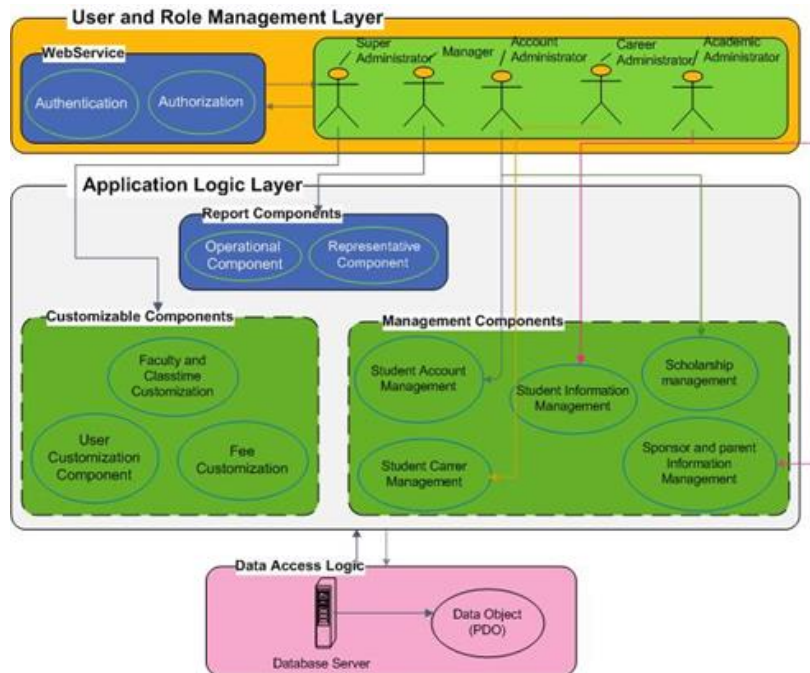 User and Role Management Layer
WebService
Authentication
Authorization
Super
Administrator
Manager
Account
Administrator
Career
Administrator
Academic
Administrator
Application Logic Layer
Report Components
Operational
Component
Representative
Component
Customizable Components
Faculty and
Classtime
Customization
User
Customization
Component
Fee
Customization
Management Components
Student Account
Management
Student Information
Management
Scholarship
management
Student Carrer
Management
Sponsor and parent
Information
Management
Data Access Logic
Database Server
Data Object
(PDO)